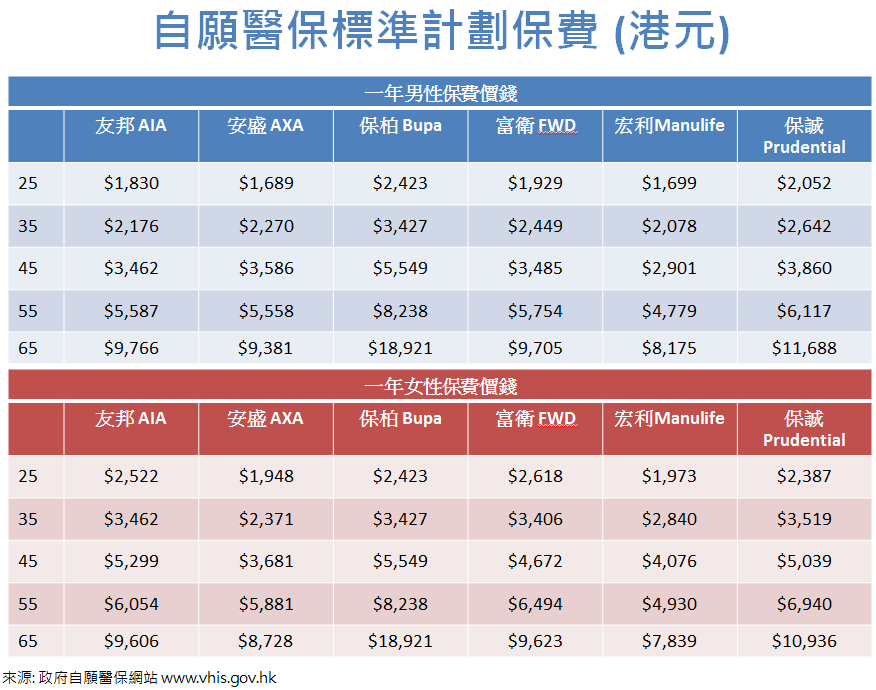 自願醫保標準計劃保費 (港元)
一年男性保費價錢
友邦 AIA 安盛 AXA 保柏 Bupa 富衛 FWD 宏利Manulife 保誠
Prudential
25 $1,830 $1,689 $2,423 $1,929 $1,699 $2,052
35 $2,176 $2,270 $3,427 $2,449 $2,078 $2,642
45 $3,462 $3,586 $5,549 $3,485 $2,901 $3,860
55 $5,587 $5,558 $8,238 $5,754 $4,779 $6,117
65 $9,766 $9,381 $18,921 $9,705 $8,175 $11,688
一年女性保費價錢
友邦 AIA 安盛 AXA 保柏 Bupa 富衛 FWD 宏利Manulife 保誠
Prudential
25 $2,522 $1,948 $2,423 $2,618 $1,973 $2,387
35 $3,462 $2,371 $3,427 $3,406 $2,840 $3,519
45 $5,299 $3,681 $5,549 $4,672 $4,076 $5,039
55 $6,054 $5,881 $8,238 $6,494 $4,930 $6,940
65 $9,606 $8,728 $18,921 $9,623 $7,839 $10,936
來源: 政府自願醫保網站 www.vhis.gov.hk